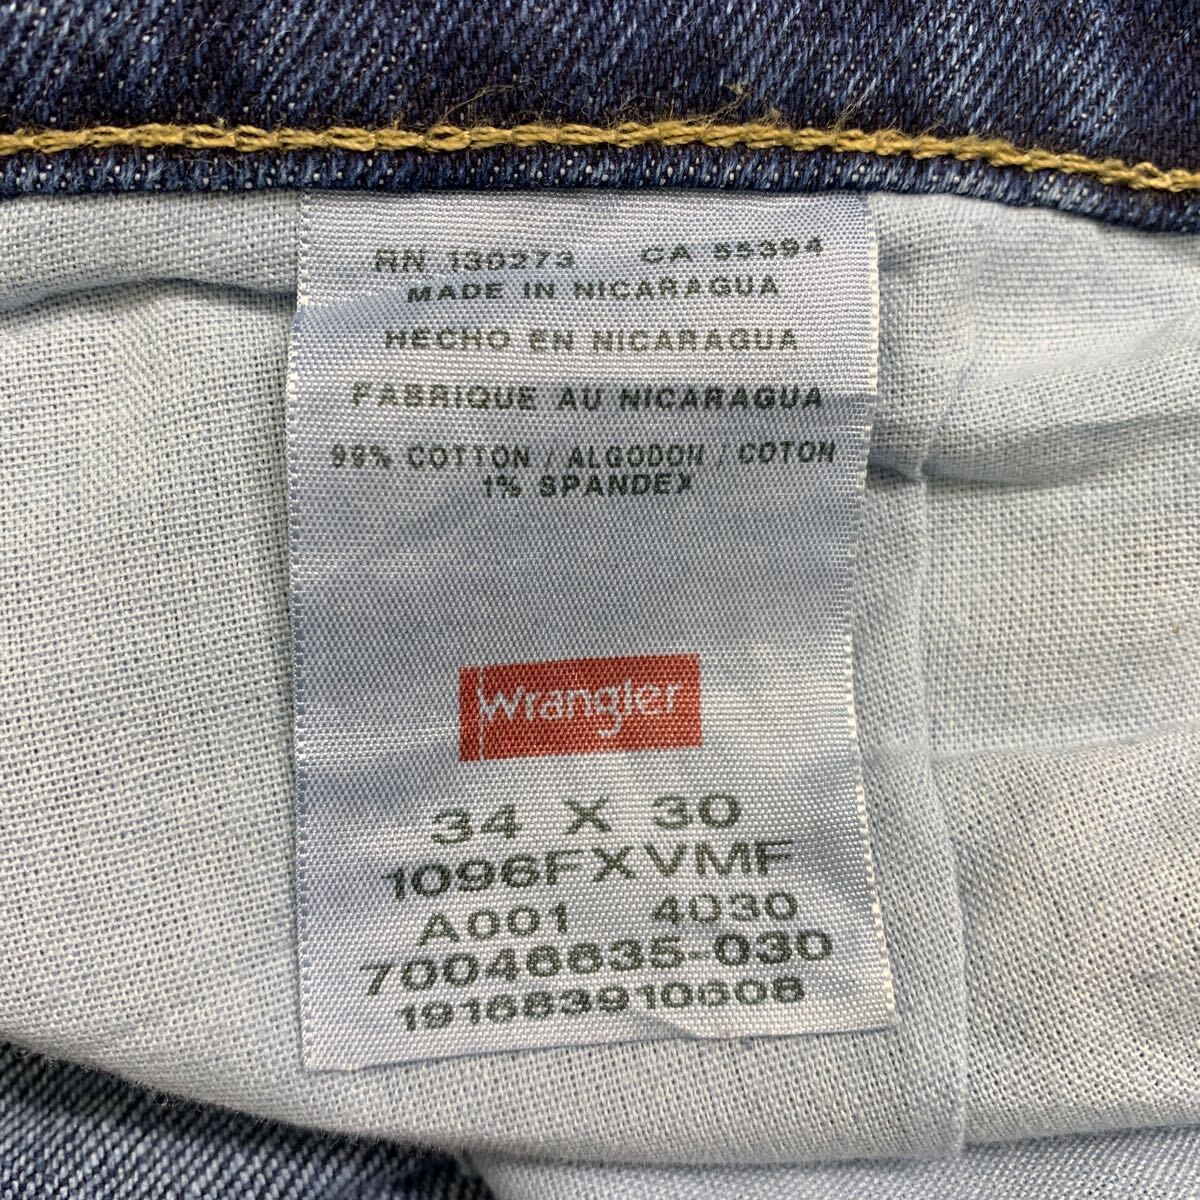 RN 130273 CA 55394
MADE IN NICARAGUA
HECHO EN NICARAGUA
FABRIQUE AU NICARAGUA
99% COTTON / ALGODON / COTON
1% SPANDEX
Wrangler
34 X 30
1096FXVMF
A001 4030
70046635-030
191683910608